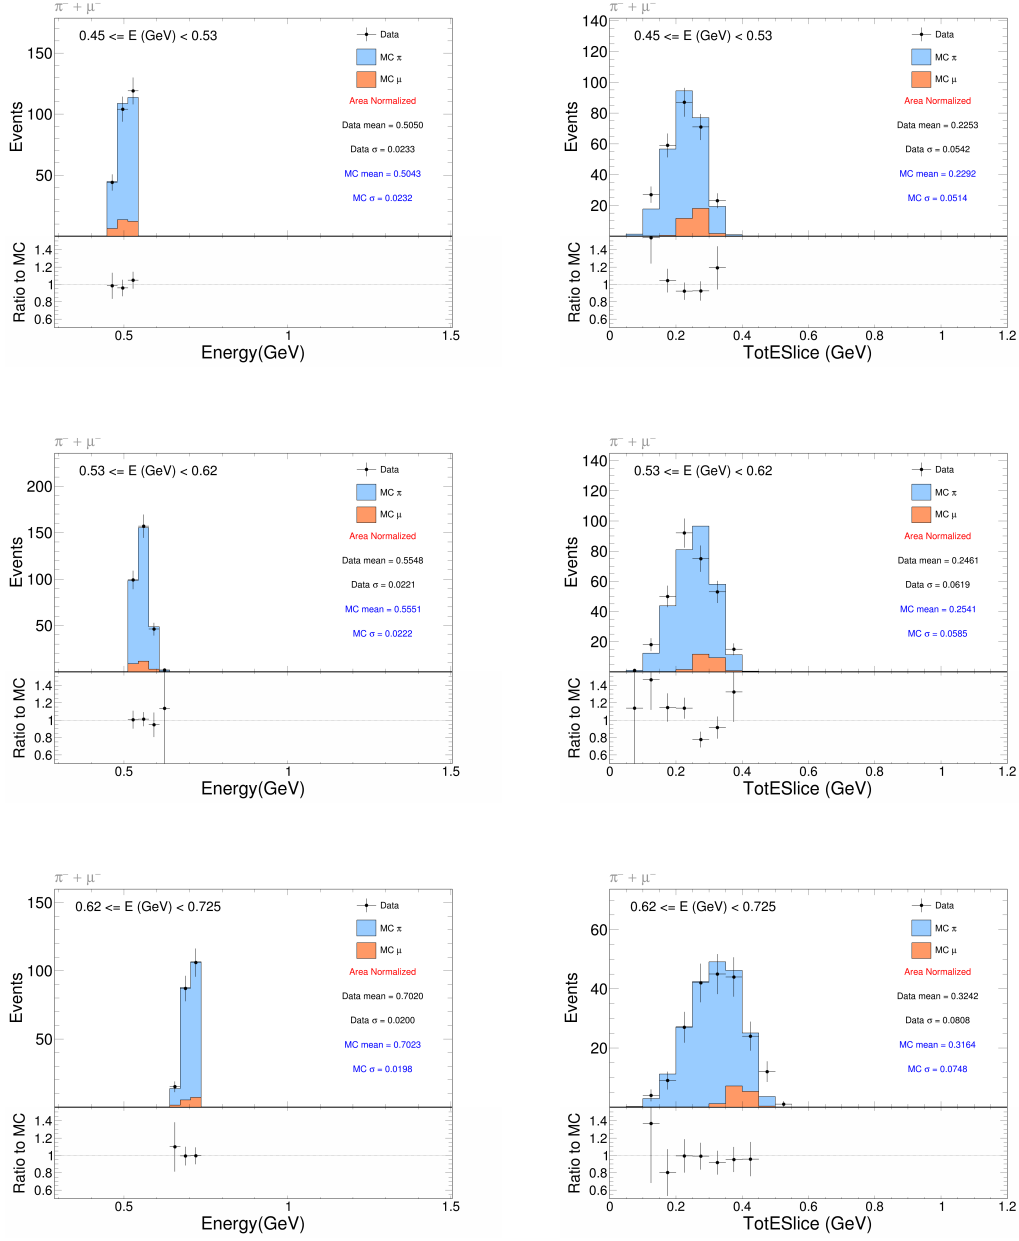 π⁻ + μ⁻
0.45 <= E (GeV) < 0.53
Data
MC π
MC μ
Area Normalized
Data mean = 0.5050
Data σ = 0.0233
MC mean = 0.5043
MC σ = 0.0232
Events
150
100
50
Ratio to MC
1.4
1.2
1
0.8
0.6
0.5
1
1.5
Energy(GeV)
π⁻ + μ⁻
0.45 <= E (GeV) < 0.53
Data
MC π
MC μ
Area Normalized
Data mean = 0.2253
Data σ = 0.0542
MC mean = 0.2292
MC σ = 0.0514
Events
140
120
100
80
60
40
20
Ratio to MC
1.4
1.2
1
0.8
0.6
0
0.2
0.4
0.6
0.8
1
1.2
TotESlice (GeV)
π⁻ + μ⁻
0.53 <= E (GeV) < 0.62
Data
MC π
MC μ
Area Normalized
Data mean = 0.5548
Data σ = 0.0221
MC mean = 0.5551
MC σ = 0.0222
Events
200
150
100
50
Ratio to MC
1.4
1.2
1
0.8
0.6
0.5
1
1.5
Energy(GeV)
π⁻ + μ⁻
0.53 <= E (GeV) < 0.62
Data
MC π
MC μ
Area Normalized
Data mean = 0.2461
Data σ = 0.0619
MC mean = 0.2541
MC σ = 0.0585
Events
140
120
100
80
60
40
20
Ratio to MC
1.4
1.2
1
0.8
0.6
0
0.2
0.4
0.6
0.8
1
1.2
TotESlice (GeV)
π⁻ + μ⁻
0.62 <= E (GeV) < 0.725
Data
MC π
MC μ
Area Normalized
Data mean = 0.7020
Data σ = 0.0200
MC mean = 0.7023
MC σ = 0.0198
Events
150
100
50
Ratio to MC
1.4
1.2
1
0.8
0.6
0.5
1
1.5
Energy(GeV)
π⁻ + μ⁻
0.62 <= E (GeV) < 0.725
Data
MC π
MC μ
Area Normalized
Data mean = 0.3242
Data σ = 0.0808
MC mean = 0.3164
MC σ = 0.0748
Events
60
40
20
Ratio to MC
1.4
1.2
1
0.8
0.6
0
0.2
0.4
0.6
0.8
1
1.2
TotESlice (GeV)